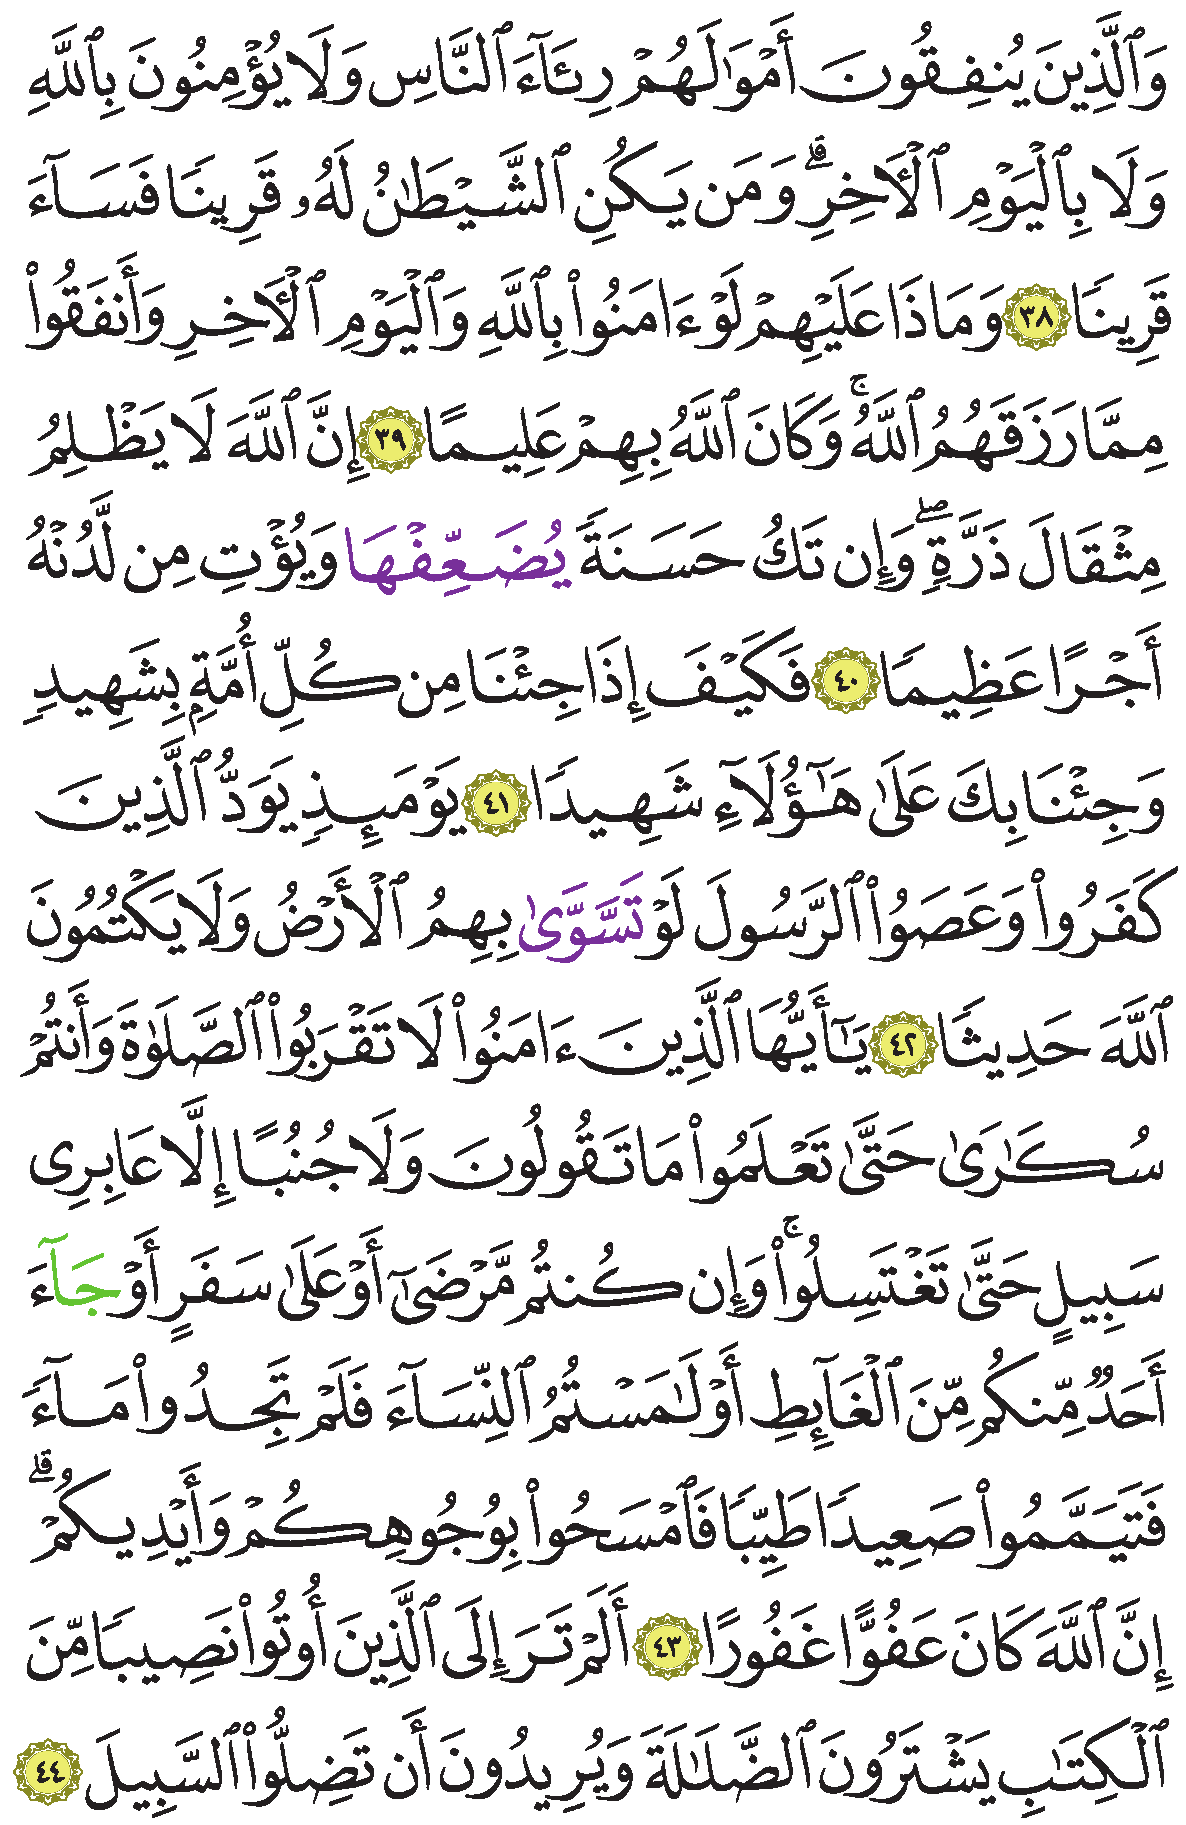 وَٱلَّذِينَ يُنفِقُونَ أَمۡوَٰلَهُمۡ رِئَآءَ ٱلنَّاسِ وَلَا يُؤۡمِنُونَ بِٱللَّهِ
وَلَا بِٱلۡيَوۡمِ ٱلۡأٓخِرِۗ وَمَن يَكُنِ ٱلشَّيۡطَٰنُ لَهُۥ قَرِينٗا فَسَآءَ
قَرِينٗا ٣٨ وَمَاذَا عَلَيۡهِمۡ لَوۡ ءَامَنُواْ بِٱللَّهِ وَٱلۡيَوۡمِ ٱلۡأٓخِرِ وَأَنفَقُواْ
مِمَّا رَزَقَهُمُ ٱللَّهُۚ وَكَانَ ٱللَّهُ بِهِمۡ عَلِيمًا ٣٩ إِنَّ ٱللَّهَ لَا يَظۡلِمُ
مِثۡقَالَ ذَرَّةٖۖ وَإِن تَكُ حَسَنَةٗ يُضَعِّفۡهَا وَيُؤۡتِ مِن لَّدُنۡهُ
أَجۡرًا عَظِيمٗا ٤٠ فَكَيۡفَ إِذَا جِئۡنَا مِن كُلِّ أُمَّةِۭ بِشَهِيدٖ
وَجِئۡنَا بِكَ عَلَىٰ هَٰٓؤُلَآءِ شَهِيدٗا ٤١ يَوۡمَئِذٖ يَوَدُّ ٱلَّذِينَ
كَفَرُواْ وَعَصَوُاْ ٱلرَّسُولَ لَوۡ تَسَّوَّىٰ بِهِمُ ٱلۡأَرۡضُ وَلَا يَكۡتُمُونَ
ٱللَّهَ حَدِيثٗا ٤٢ يَٰٓأَيُّهَا ٱلَّذِينَ ءَامَنُواْ لَا تَقۡرَبُواْ ٱلصَّلَوٰةَ وَأَنتُمۡ
سُكَٰرَىٰ حَتَّىٰ تَعۡلَمُواْ مَا تَقُولُونَ وَلَا جُنُبًا إِلَّا عَابِرِي
سَبِيلٍ حَتَّىٰ تَغۡتَسِلُواْۚ وَإِن كُنتُم مَّرۡضَىٰٓ أَوۡ عَلَىٰ سَفَرٍ أَوۡ جَآءَ
أَحَدٞ مِّنكُم مِّنَ ٱلۡغَآئِطِ أَوۡ لَٰمَسۡتُمُ ٱلنِّسَآءَ فَلَمۡ تَجِدُواْ مَآءٗ
فَتَيَمَّمُواْ صَعِيدٗا طَيِّبٗا فَٱمۡسَحُواْ بِوُجُوهِكُمۡ وَأَيۡدِيكُمۡۗ
إِنَّ ٱللَّهَ كَانَ عَفُوًّا غَفُورًا ٤٣ أَلَمۡ تَرَ إِلَى ٱلَّذِينَ أُوتُواْ نَصِيبٗا مِّنَ
ٱلۡكِتَٰبِ يَشۡتَرُونَ ٱلضَّلَٰلَةَ وَيُرِيدُونَ أَن تَضِلُّواْ ٱلسَّبِيلَ ٤٤